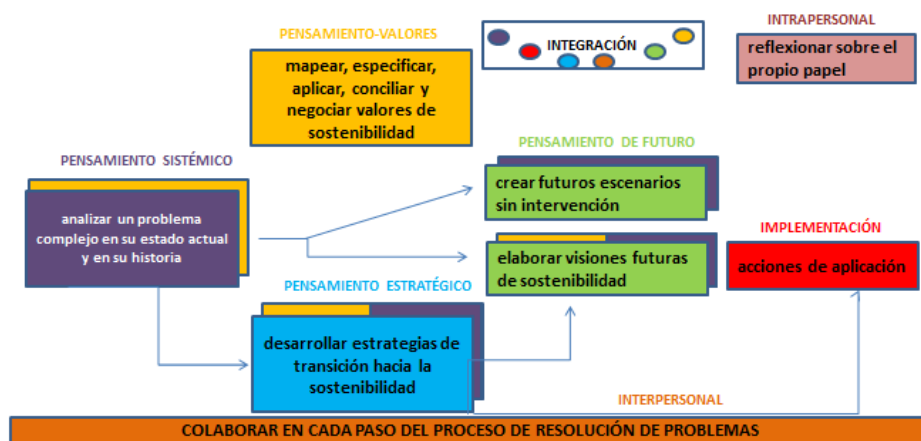 PENSAMIENTO-VALORES
mapear, especificar,
aplicar, conciliar y
negociar valores de
sostenibilidad
INTEGRACIÓN
INTRAPERSONAL
reflexionar sobre el
propio papel
PENSAMIENTO SISTÉMICO
analizar un problema
complejo en su estado actual
y en su historia
PENSAMIENTO DE FUTURO
crear futuros escenarios
sin intervención
elaborar visiones futuras
de sostenibilidad
IMPLEMENTACIÓN
acciones de aplicación
PENSAMIENTO ESTRATÉGICO
desarrollar estrategias de
transición hacia la
sostenibilidad
INTERPERSONAL
COLABORAR EN CADA PASO DEL PROCESO DE RESOLUCIÓN DE PROBLEMAS